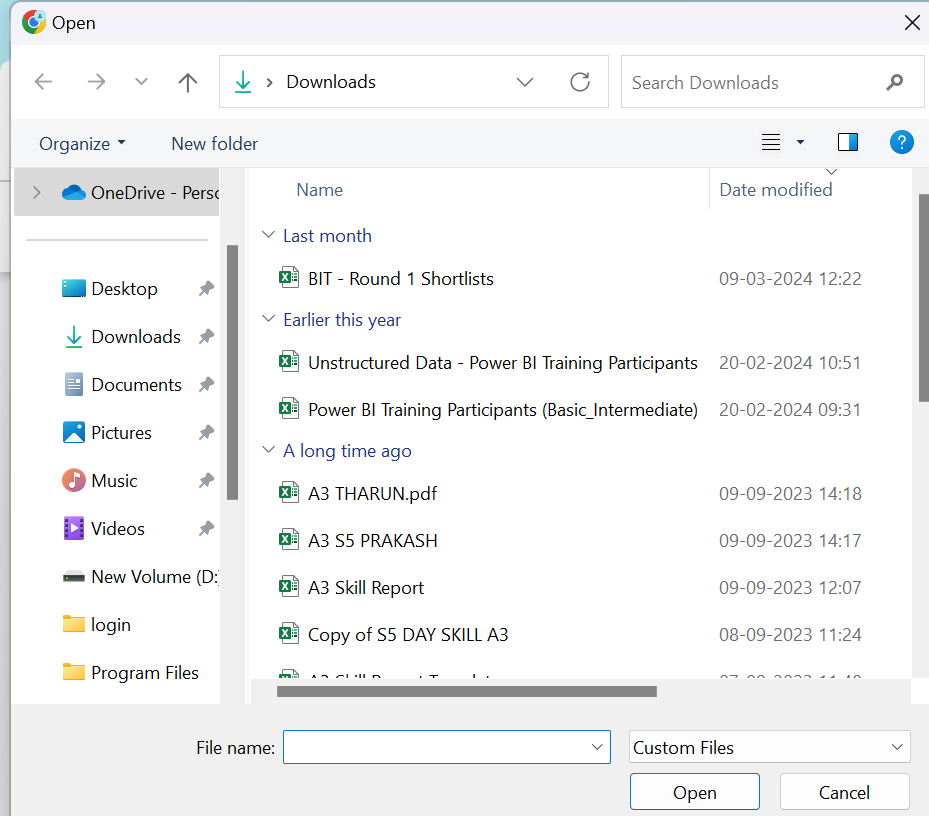 Open
Downloads
Search Downloads
Organize
New folder
OneDrive - Perso
Name
Date modified
Last month
BIT - Round 1 Shortlists 09-03-2024 12:22
Earlier this year
Unstructured Data - Power BI Training Participants 20-02-2024 10:51
Power BI Training Participants (Basic_Intermediate) 20-02-2024 09:31
A long time ago
A3 THARUN.pdf 09-09-2023 14:18
A3 S5 PRAKASH 09-09-2023 14:17
A3 Skill Report 09-09-2023 12:07
Copy of S5 DAY SKILL A3 08-09-2023 11:24
A3 Skill Report
Desktop
Downloads
Documents
Pictures
Music
Videos
New Volume (D:)
login
Program Files
File name:
Custom Files
Open
Cancel